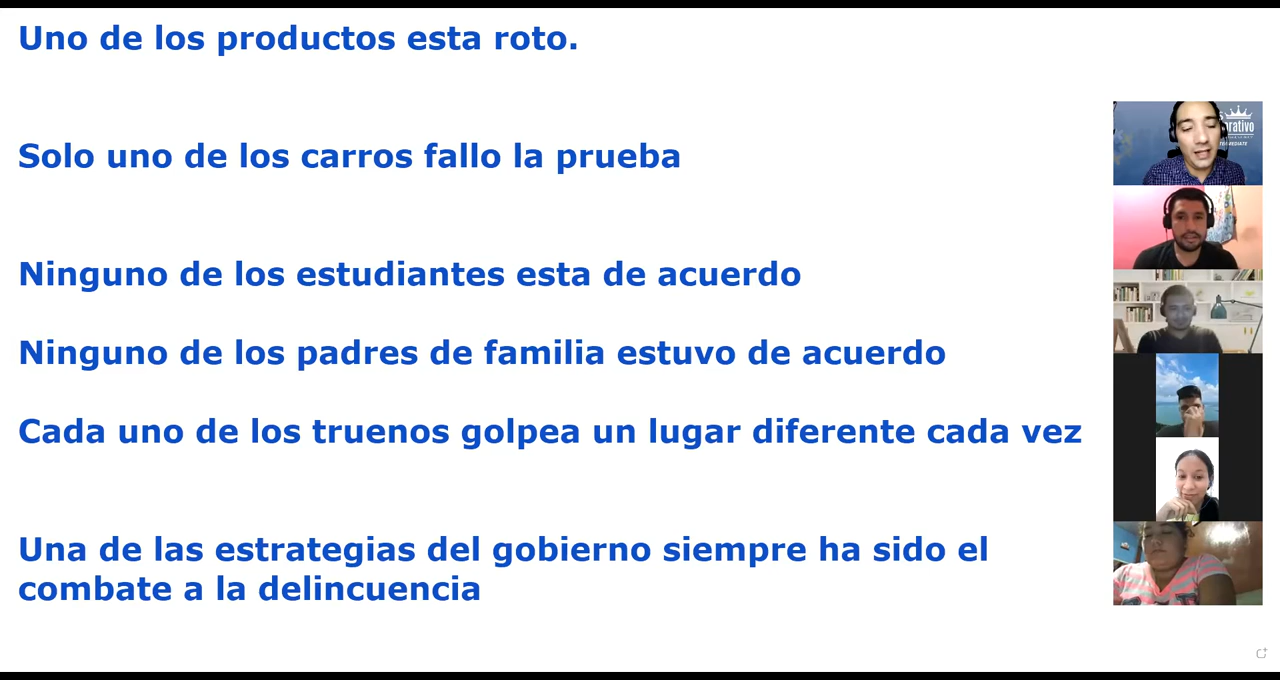 Uno de los productos esta roto.
Solo uno de los carros fallo la prueba
Ninguno de los estudiantes esta de acuerdo
Ninguno de los padres de familia estuvo de acuerdo
Cada uno de los truenos golpea un lugar diferente cada vez
Una de las estrategias del gobierno siempre ha sido el
combate a la delincuencia